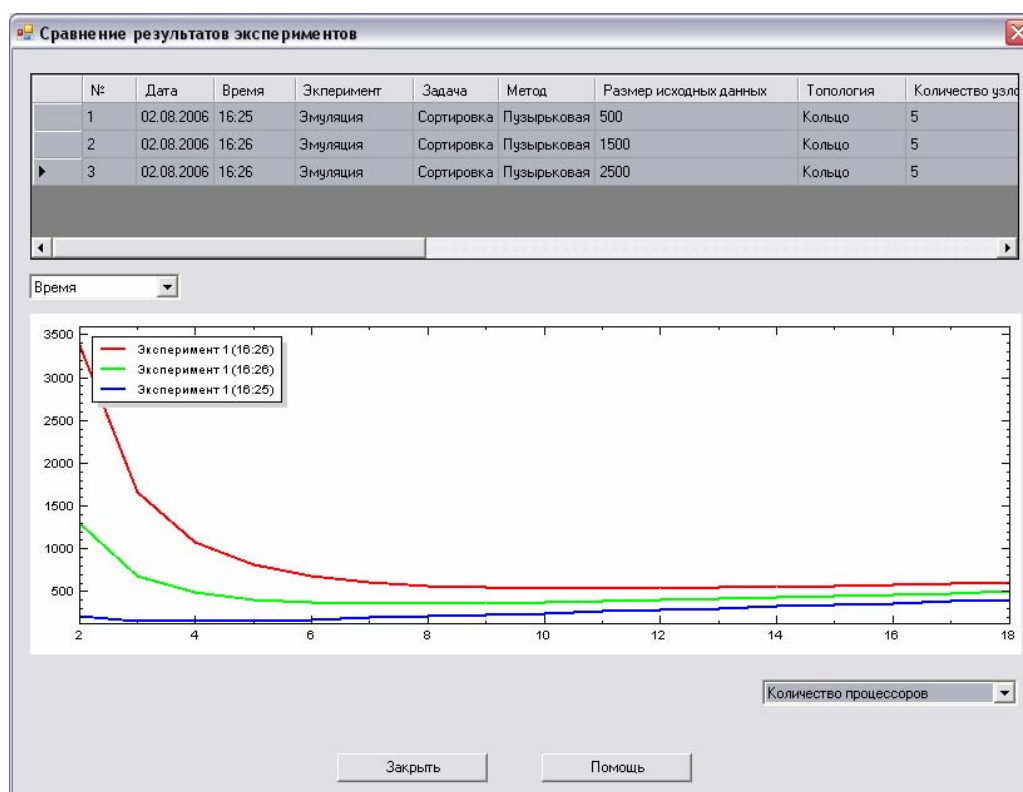 Сравнение результатов экспериментов
№ Дата Время Экперимент Задача Метод Размер исходных данных Топология Количество узло
1 02.08.2006 16:25 Эмуляция Сортировка Пузырьковая 500 Кольцо 5
2 02.08.2006 16:26 Эмуляция Сортировка Пузырьковая 1500 Кольцо 5
3 02.08.2006 16:26 Эмуляция Сортировка Пузырьковая 2500 Кольцо 5
Время
3500
Эксперимент 1 (16:26)
3000
Эксперимент 1 (16:26)
Эксперимент 1 (16:25)
2500
2000
1500
1000
500
2 4 6 8 10 12 14 16 18
Количество процессоров
Закрыть Помощь